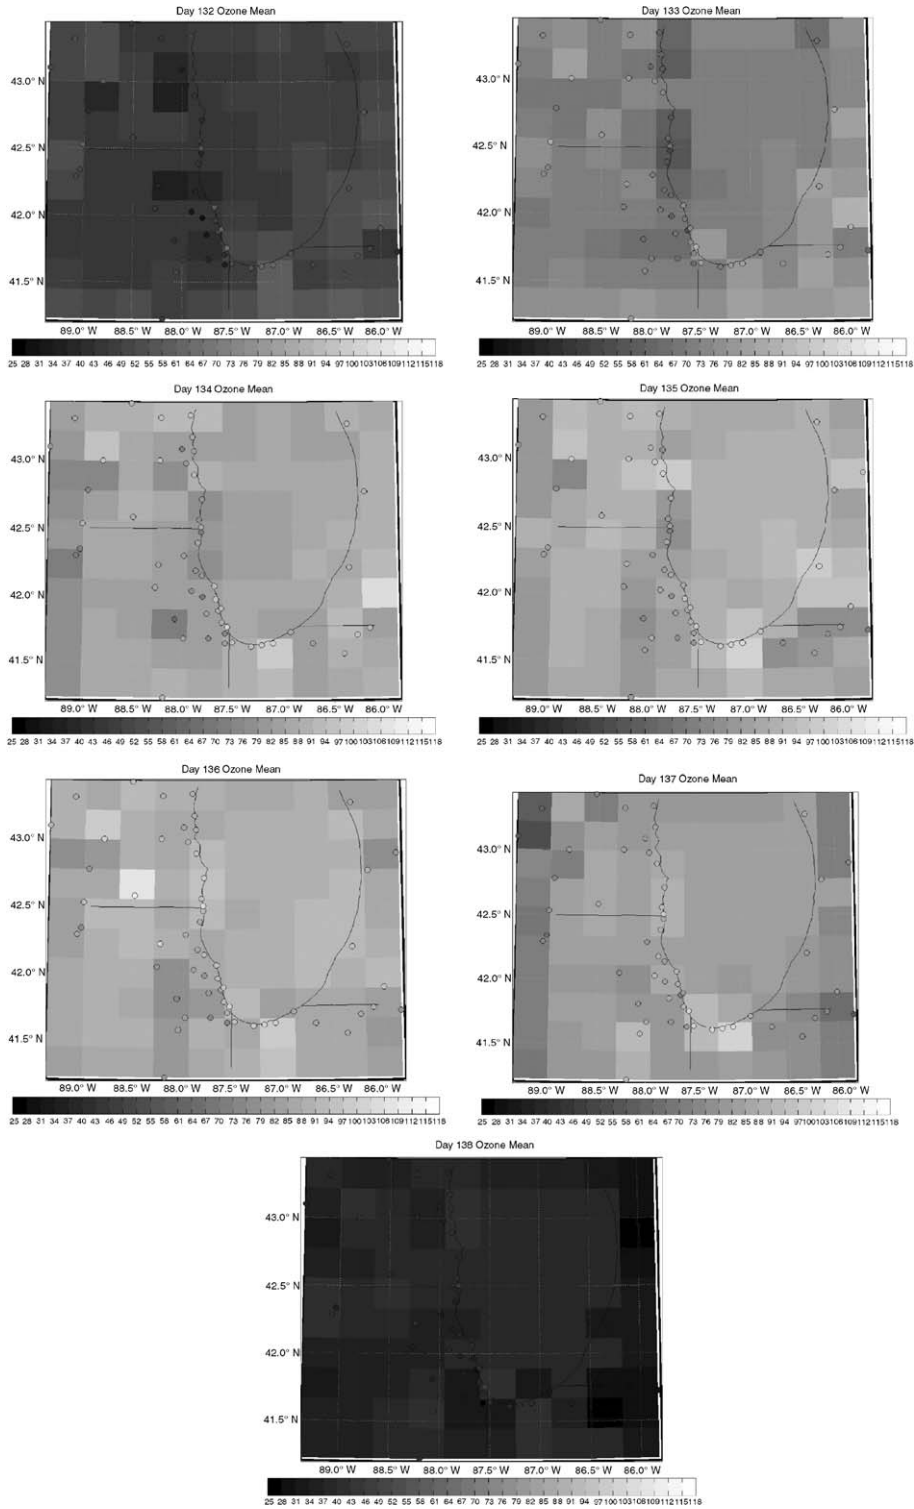 Day 132 Ozone Mean
43.0° N
42.5° N
42.0° N
41.5° N
89.0° W 88.5° W 88.0° W 87.5° W 87.0° W 86.5° W 86.0° W
25 28 31 34 37 40 43 46 49 52 55 58 61 64 67 70 73 76 79 82 85 88 91 94 97 100 103 106 109 112 115 118
Day 133 Ozone Mean
43.0° N
42.5° N
42.0° N
41.5° N
89.0° W 88.5° W 88.0° W 87.5° W 87.0° W 86.5° W 86.0° W
25 28 31 34 37 40 43 46 49 52 55 58 61 64 67 70 73 76 79 82 85 88 91 94 97 100 103 106 109 112 115 118
Day 134 Ozone Mean
43.0° N
42.5° N
42.0° N
41.5° N
89.0° W 88.5° W 88.0° W 87.5° W 87.0° W 86.5° W 86.0° W
25 28 31 34 37 40 43 46 49 52 55 58 61 64 67 70 73 76 79 82 85 88 91 94 97 100 103 106 109 112 115 118
Day 135 Ozone Mean
43.0° N
42.5° N
42.0° N
41.5° N
89.0° W 88.5° W 88.0° W 87.5° W 87.0° W 86.5° W 86.0° W
25 28 31 34 37 40 43 46 49 52 55 58 61 64 67 70 73 76 79 82 85 88 91 94 97 100 103 106 109 112 115 118
Day 136 Ozone Mean
43.0° N
42.5° N
42.0° N
41.5° N
89.0° W 88.5° W 88.0° W 87.5° W 87.0° W 86.5° W 86.0° W
25 28 31 34 37 40 43 46 49 52 55 58 61 64 67 70 73 76 79 82 85 88 91 94 97 100 103 106 109 112 115 118
Day 137 Ozone Mean
43.0° N
42.5° N
42.0° N
41.5° N
89.0° W 88.5° W 88.0° W 87.5° W 87.0° W 86.5° W 86.0° W
25 28 31 34 37 40 43 46 49 52 55 58 61 64 67 70 73 76 79 82 85 88 91 94 97 100 103 106 109 112 115 118
Day 138 Ozone Mean
43.0° N
42.5° N
42.0° N
41.5° N
89.0° W 88.5° W 88.0° W 87.5° W 87.0° W 86.5° W 86.0° W
25 28 31 34 37 40 43 46 49 52 55 58 61 64 67 70 73 76 79 82 85 88 91 94 97 100 103 106 109 112 115 118